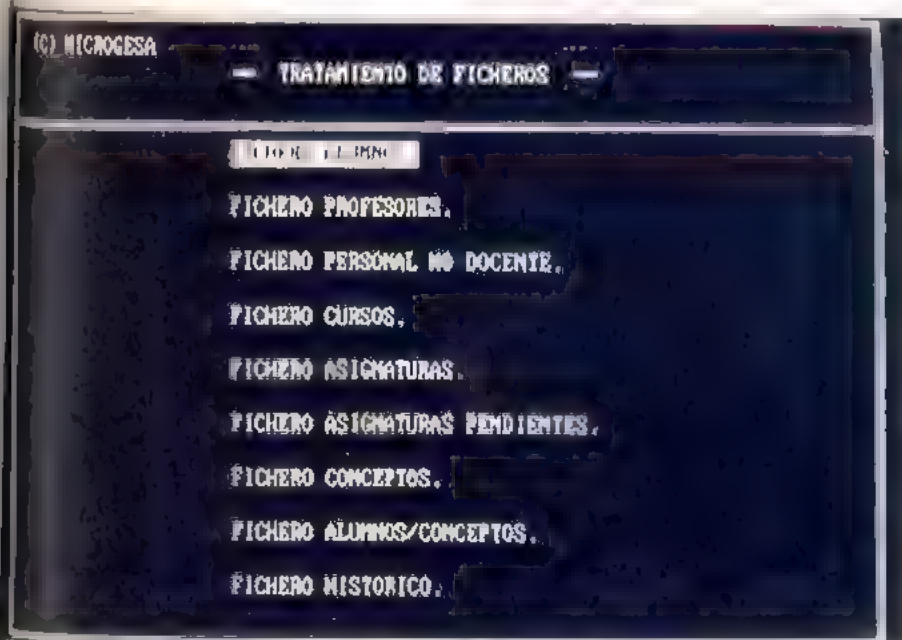 (C) MICROGESA
TRATAMIENTO DE FICHEROS
FICHERO PROFESORES.
FICHERO PERSONAL NO DOCENTE.
FICHERO CURSOS.
FICHERO ASIGNATURAS.
FICHERO ASIGNATURAS PENDIENTES.
FICHERO CONCEPTOS.
FICHERO ALUMNOS/CONCEPTOS.
FICHERO HISTORICO.